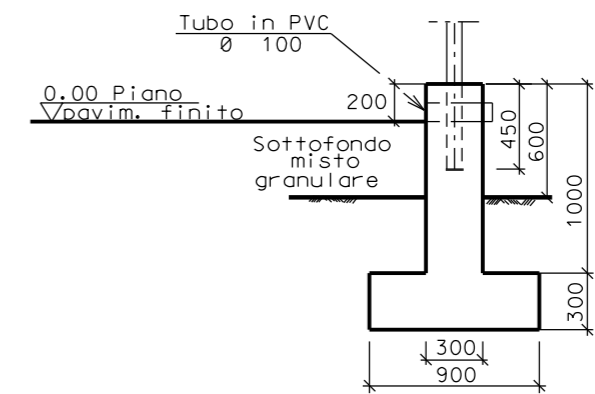 Tubo in PVC
Ø 100
0.00 Piano
pavim. finito
200
Sottofondo
misto
granulare
450
600
1000
300
300
900